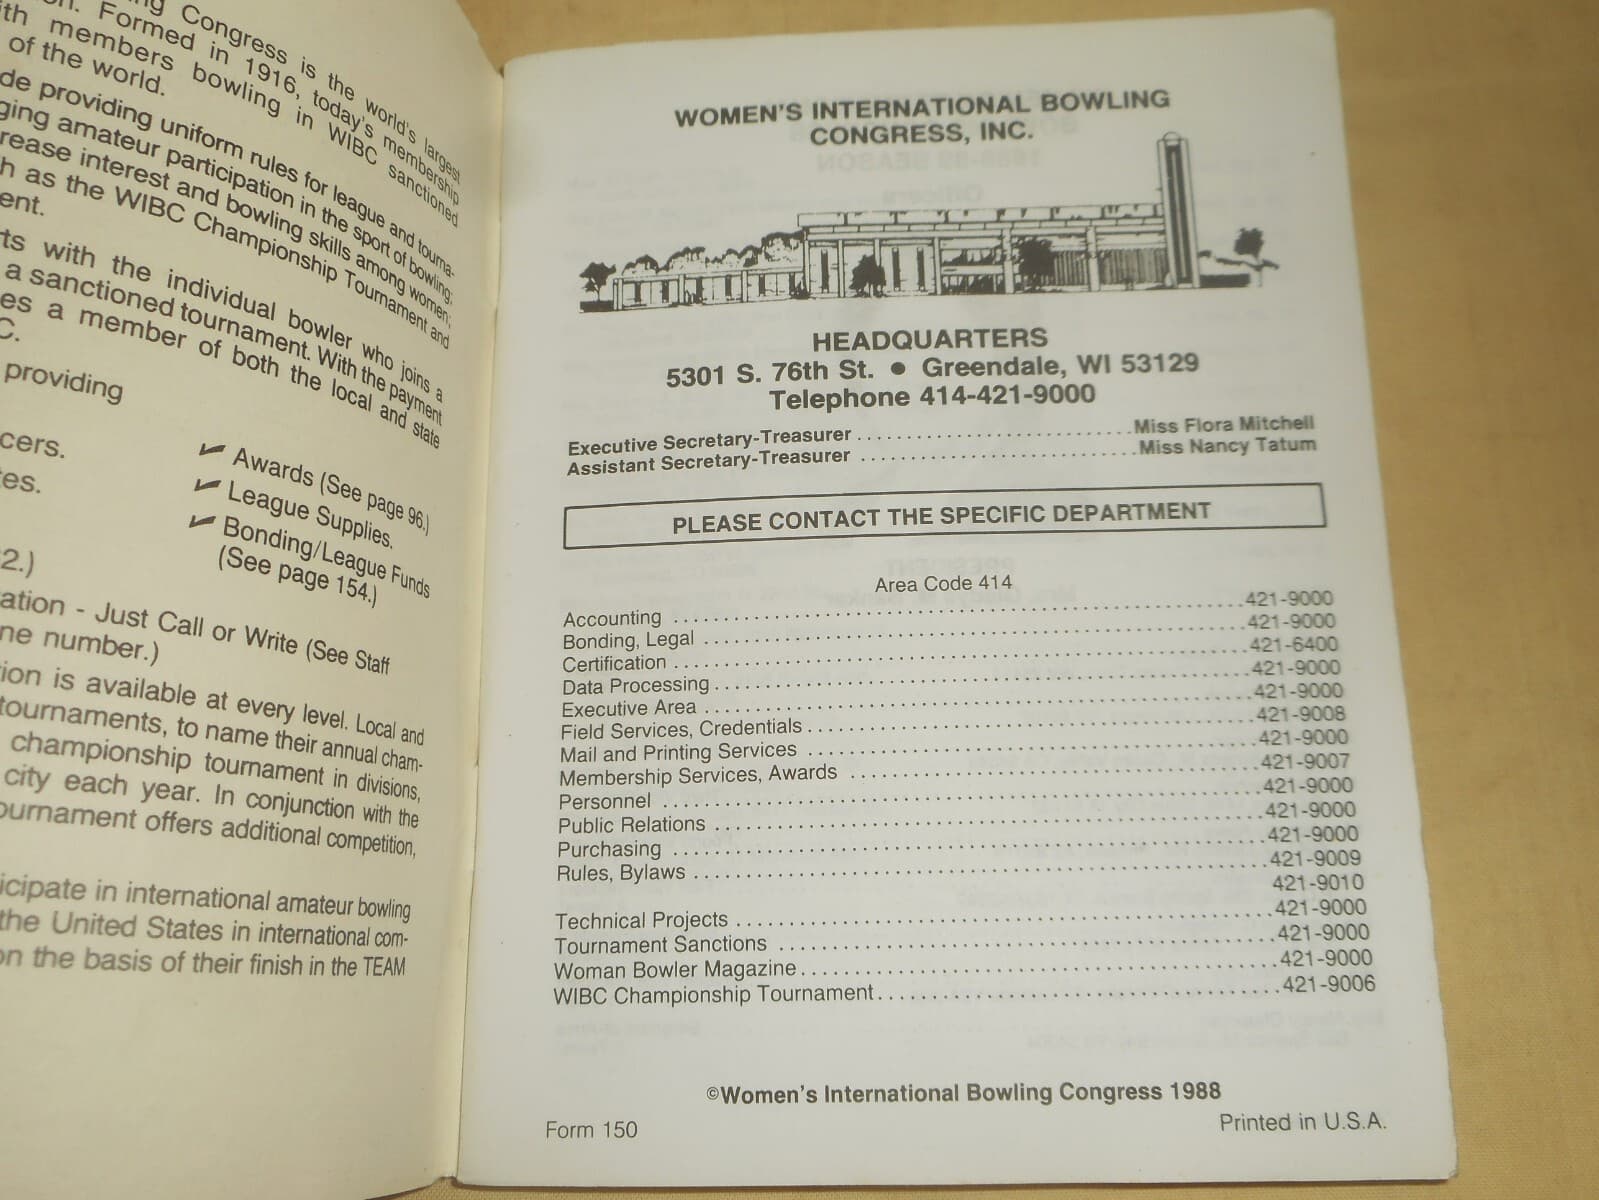 ng Congress is the world's largest
on. Formed in 1916, today's membership
ith members bowling in WIBC sanctioned
of the world.
de providing uniform rules for league and tourna-
ging amateur participation in the sport of bowling;
rease interest and bowling skills among women;
h as the WIBC Championship Tournament and
ent.
ts with the individual bowler who joins a
a sanctioned tournament. With the payment
es a member of both the local and state
C.
providing
cers.
tes.
✔ Awards (See page 96.)
✔ League Supplies.
✔ Bonding/League Funds
(See page 154.)
2.)
ation - Just Call or Write (See Staff
ne number.)
tion is available at every level. Local and
tournaments, to name their annual cham-
championship tournament in divisions,
city each year. In conjunction with the
ournament offers additional competition,
icipate in international amateur bowling
the United States in international com-
on the basis of their finish in the TEAM
WOMEN'S INTERNATIONAL BOWLING
CONGRESS, INC.
HEADQUARTERS
5301 S. 76th St. ● Greendale, WI 53129
Telephone 414-421-9000
Executive Secretary-Treasurer ............................ Miss Flora Mitchell
Assistant Secretary-Treasurer ............................ Miss Nancy Tatum
PLEASE CONTACT THE SPECIFIC DEPARTMENT
Area Code 414
Accounting ............................ 421-9000
Bonding, Legal ............................ 421-9000
Certification ............................ 421-6400
Data Processing ............................ 421-9000
Executive Area ............................ 421-9000
Field Services, Credentials ............................ 421-9008
Mail and Printing Services ............................ 421-9000
Membership Services, Awards ............................ 421-9007
Personnel ............................ 421-9000
Public Relations ............................ 421-9000
Purchasing ............................ 421-9000
Rules, Bylaws ............................ 421-9009
421-9010
Technical Projects ............................ 421-9000
Tournament Sanctions ............................ 421-9000
Woman Bowler Magazine ............................ 421-9000
WIBC Championship Tournament ............................ 421-9006
©Women's International Bowling Congress 1988
Form 150
Printed in U.S.A.